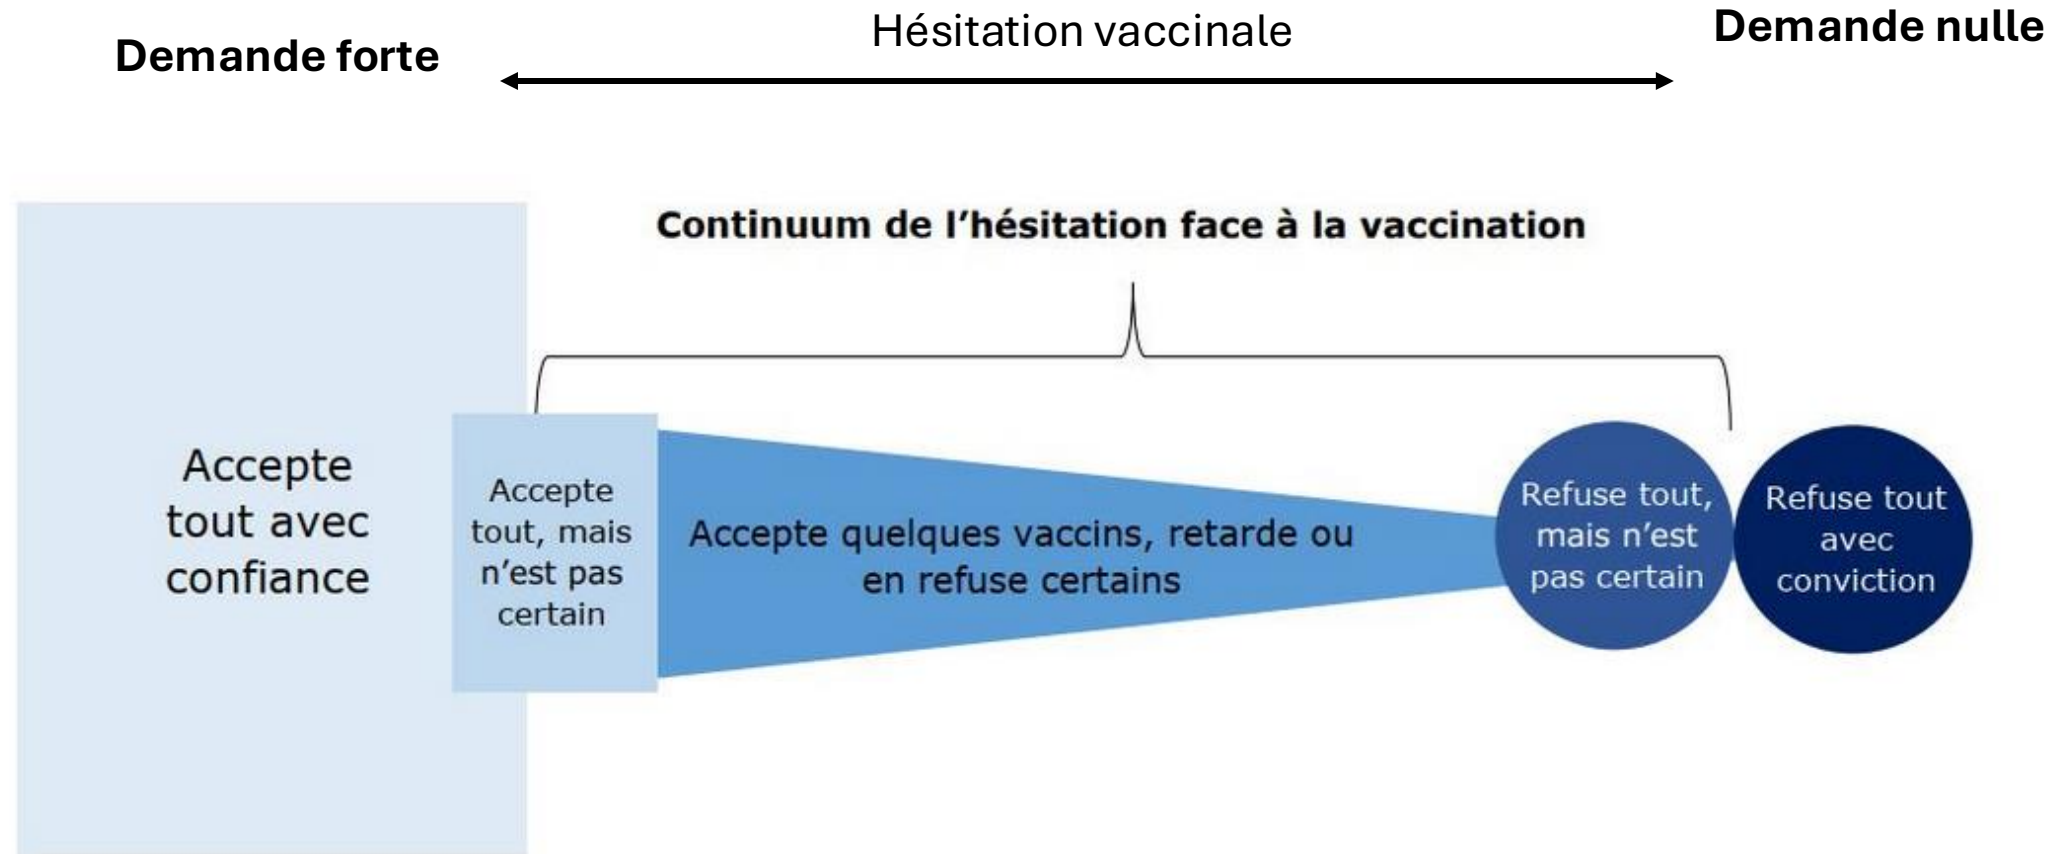 Demande forte
Hésitation vaccinale
Demande nulle
Continuum de l’hésitation face à la vaccination
Accepte
tout avec
confiance
Accepte
tout, mais
n’est pas
certain
Accepte quelques vaccins, retarde ou
en refuse certains
Refuse tout,
mais n’est
pas certain
Refuse tout
avec
conviction